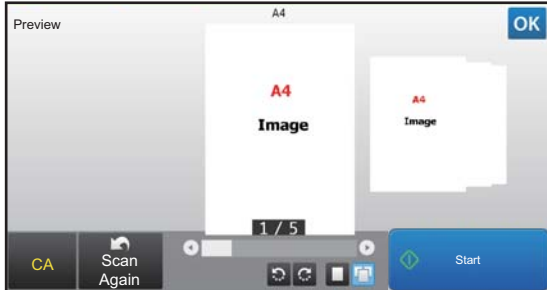 A4
Preview
OK
A4
Image
A4
Image
1 / 5
CA
Scan
Again
Start